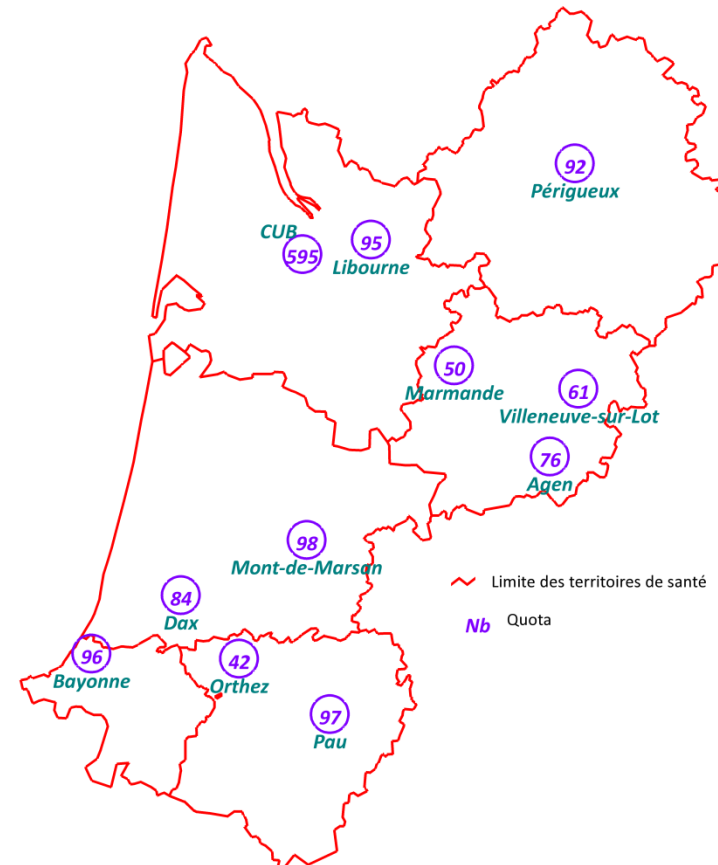 92
Périgueux
CUB
595
95
Libourne
50
Marmande
61
Villeneuve-sur-Lot
76
Agen
98
Mont-de-Marsan
84
Dax
96
Bayonne
42
Orthez
97
Pau
Limite des territoires de santé
Nb Quota